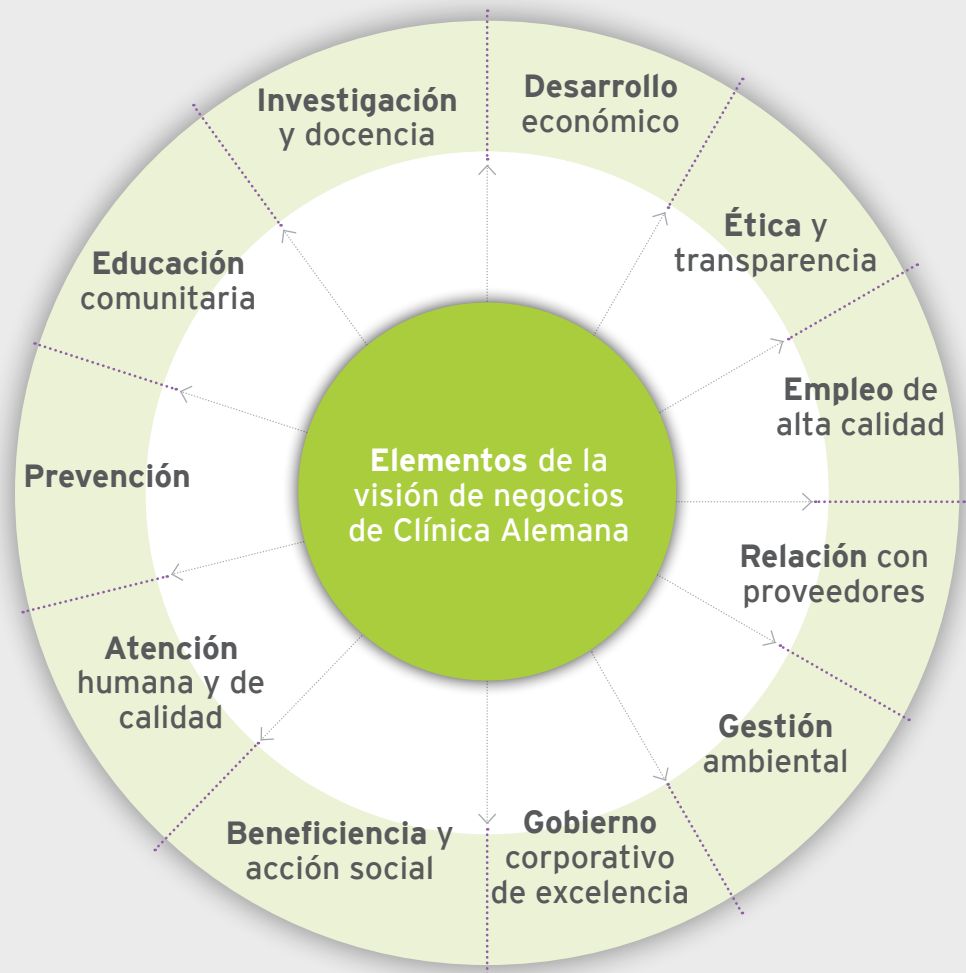 Elementos de la
visión de negocios
de Clínica Alemana
Desarrollo
económico
Ética y
transparencia
Empleo de
alta calidad
Relación con
proveedores
Gestión
ambiental
Gobierno
corporativo
de excelencia
Beneficiencia y
acción social
Atención
humana y de
calidad
Prevención
Educación
comunitaria
Investigación
y docencia